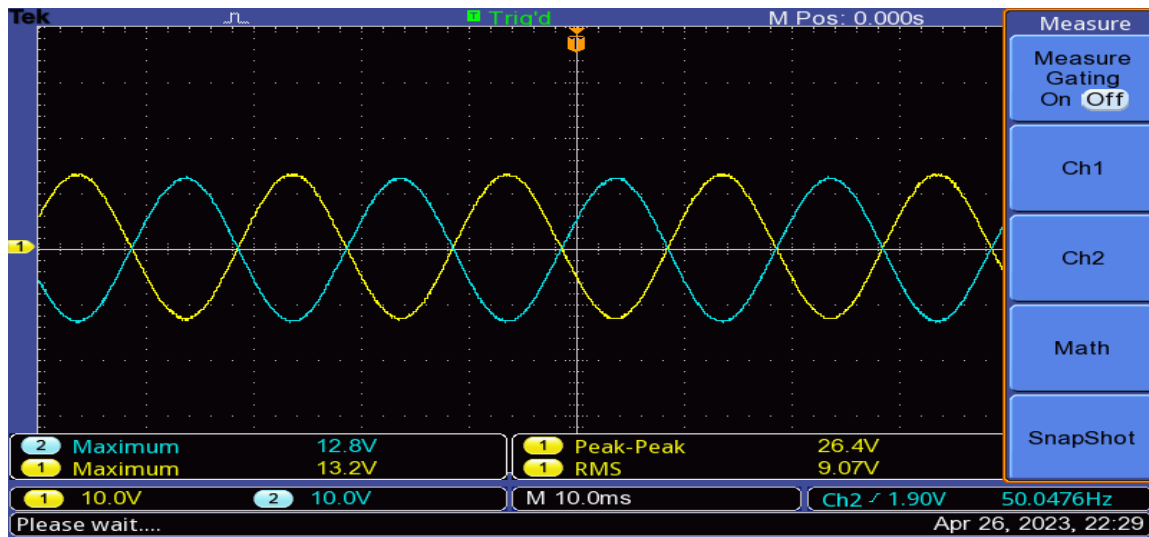 Tek Trig'd M Pos: 0.000s Measure
T
Measure
Gating
On Off
Ch1
1
Ch2
Math
SnapShot
2 Maximum 12.8V 1 Peak-Peak 26.4V
1 Maximum 13.2V 1 RMS 9.07V
1 10.0V 2 10.0V M 10.0ms Ch2 1.90V 50.0476Hz
Please wait.... Apr 26, 2023, 22:29